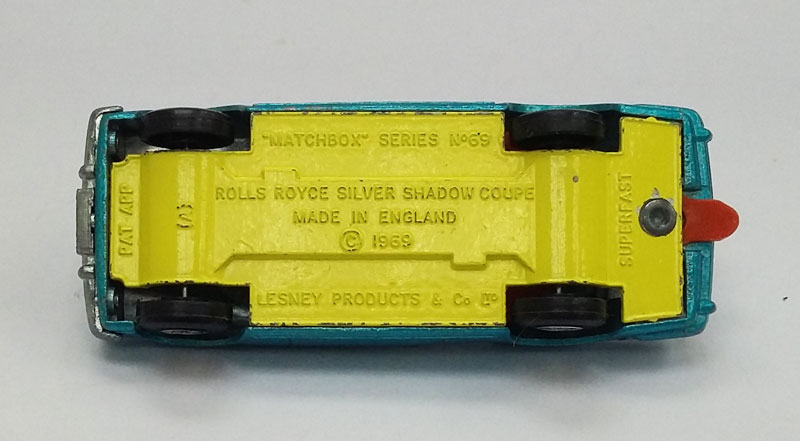 "MATCHBOX" SERIES Nº69
ROLLS ROYCE SILVER SHADOW COUPE
MADE IN ENGLAND
© 1969
LESNEY PRODUCTS & Co LTD
PAT APP
SUPERFAST